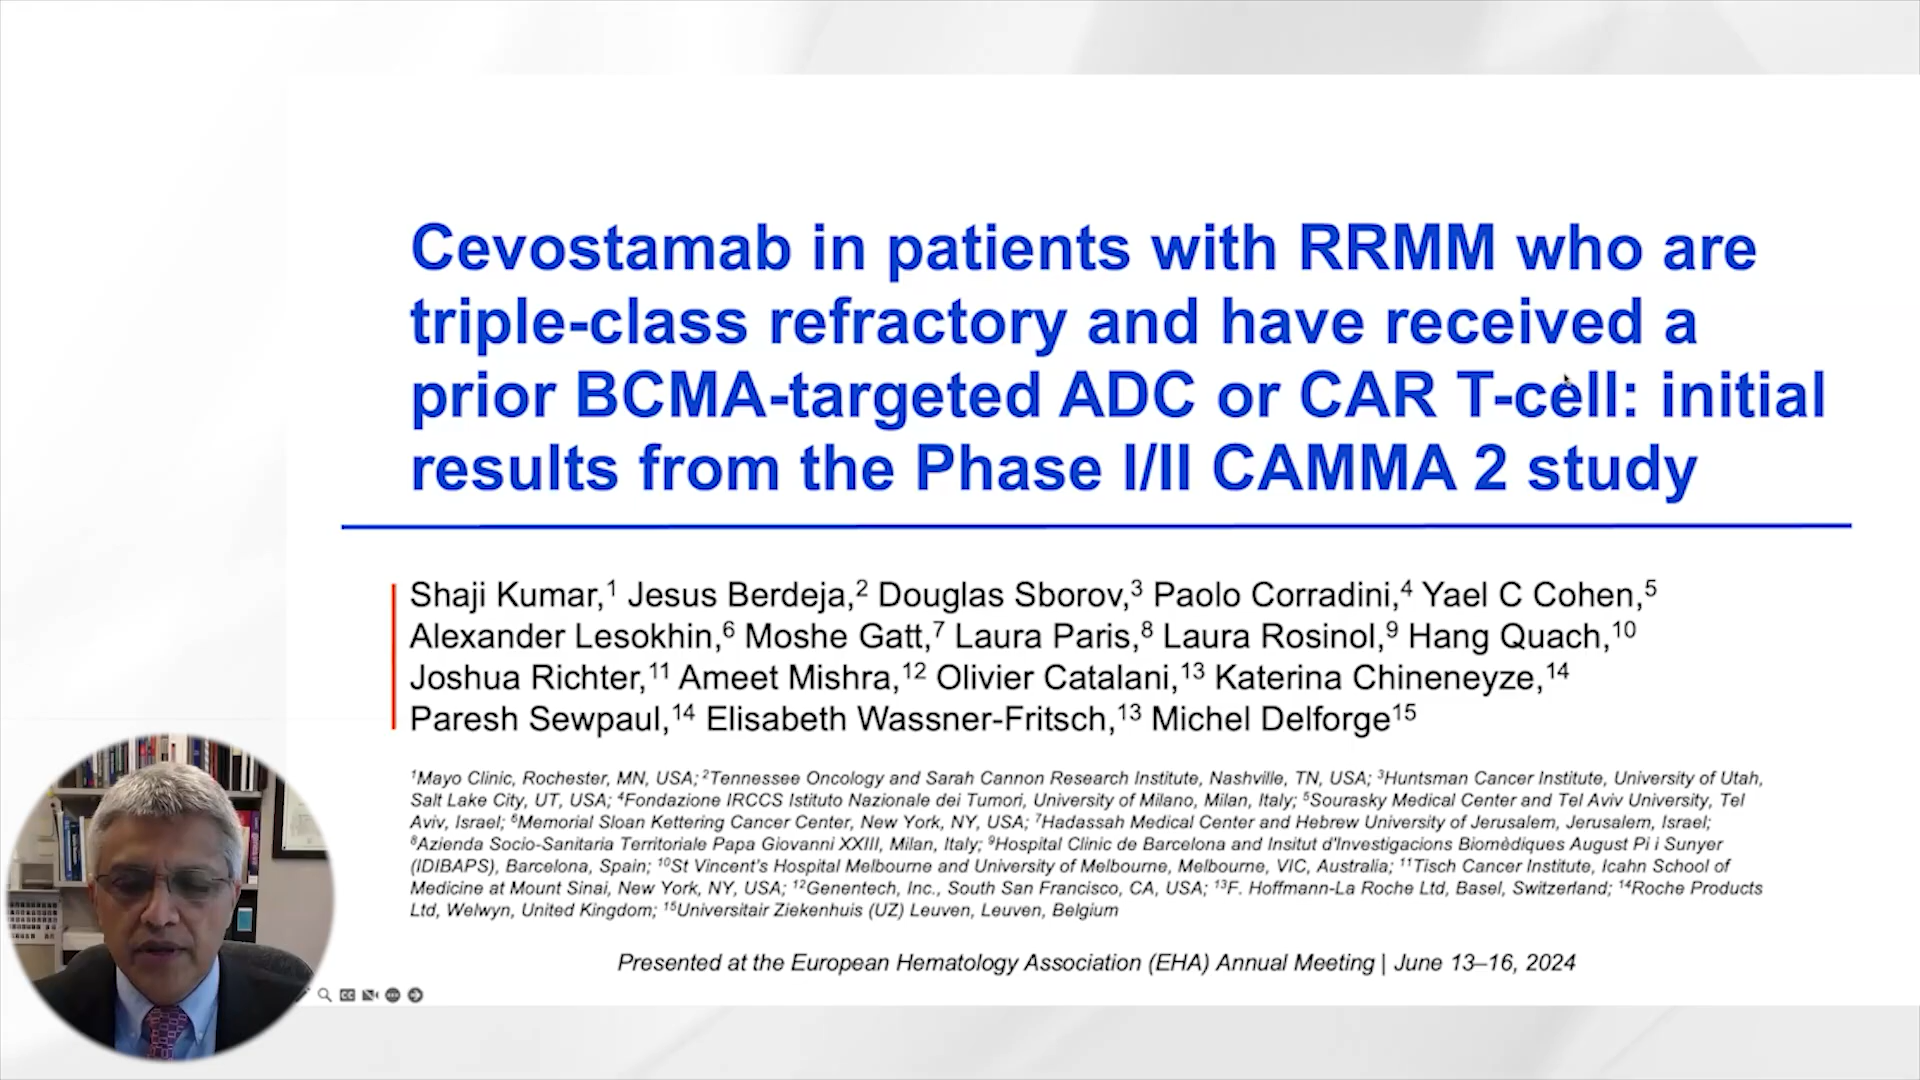 Cevostamab in patients with RRMM who are
triple-class refractory and have received a
prior BCMA-targeted ADC or CAR T-cell: initial
results from the Phase I/II CAMMA 2 study
Shaji Kumar,¹ Jesus Berdeja,² Douglas Sborov,³ Paolo Corradini,⁴ Yael C Cohen,⁵
Alexander Lesokhin,⁶ Moshe Gatt,⁷ Laura Paris,⁸ Laura Rosinol,⁹ Hang Quach,¹⁰
Joshua Richter,¹¹ Ameet Mishra,¹² Olivier Catalani,¹³ Katerina Chineneyze,¹⁴
Paresh Sewpaul,¹⁴ Elisabeth Wassner-Fritsch,¹³ Michel Delforge¹⁵
¹Mayo Clinic, Rochester, MN, USA; ²Tennessee Oncology and Sarah Cannon Research Institute, Nashville, TN, USA; ³Huntsman Cancer Institute, University of Utah,
Salt Lake City, UT, USA; ⁴Fondazione IRCCS Istituto Nazionale dei Tumori, University of Milano, Milan, Italy; ⁵Sourasky Medical Center and Tel Aviv University, Tel
Aviv, Israel; ⁶Memorial Sloan Kettering Cancer Center, New York, NY, USA; ⁷Hadassah Medical Center and Hebrew University of Jerusalem, Jerusalem, Israel;
⁸Azienda Socio-Sanitaria Territoriale Papa Giovanni XXIII, Milan, Italy; ⁹Hospital Clinic de Barcelona and Insitut d'Investigacions Biomèdiques August Pi i Sunyer
(IDIBAPS), Barcelona, Spain; ¹⁰St Vincent's Hospital Melbourne and University of Melbourne, Melbourne, VIC, Australia; ¹¹Tisch Cancer Institute, Icahn School of
Medicine at Mount Sinai, New York, NY, USA; ¹²Genentech, Inc., South San Francisco, CA, USA; ¹³F. Hoffmann-La Roche Ltd, Basel, Switzerland; ¹⁴Roche Products
Ltd, Welwyn, United Kingdom; ¹⁵Universitair Ziekenhuis (UZ) Leuven, Leuven, Belgium
Presented at the European Hematology Association (EHA) Annual Meeting | June 13–16, 2024